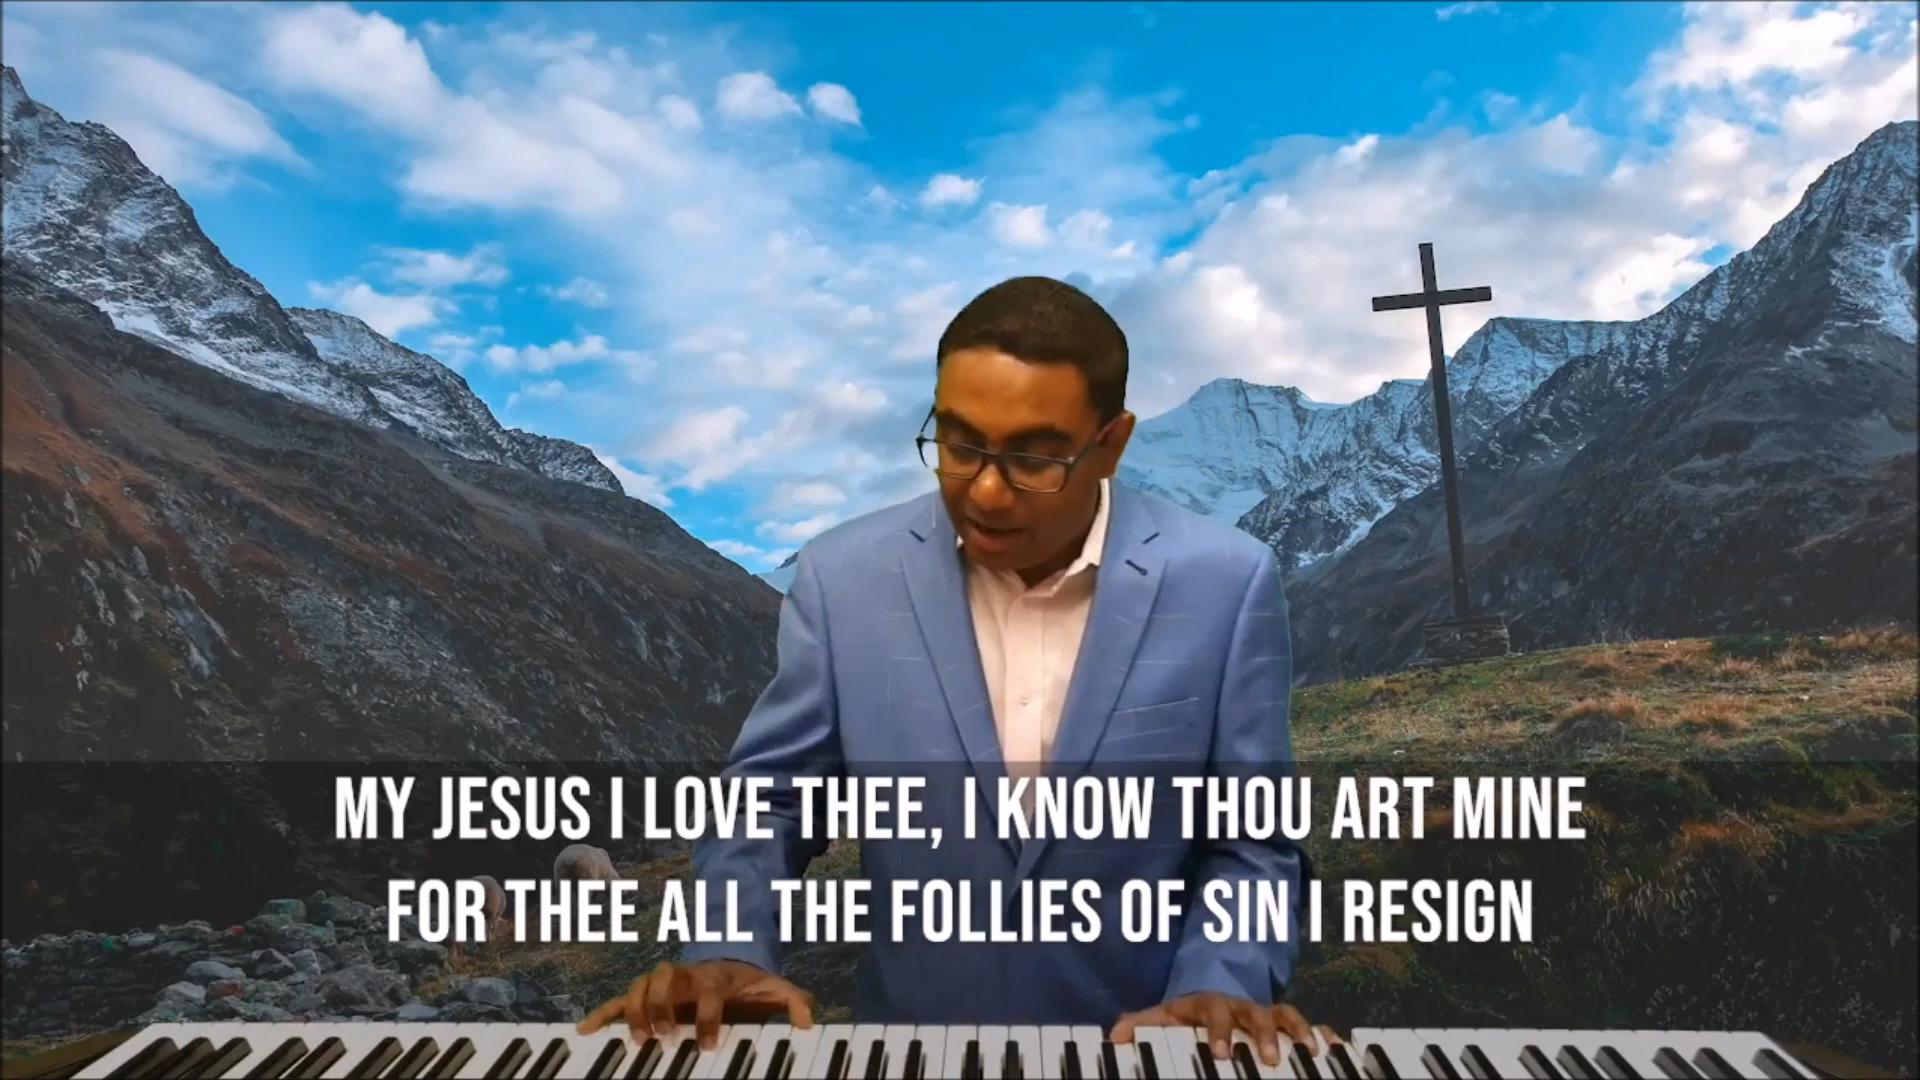 MY JESUS I LOVE THEE, I KNOW THOU ART MINE
FOR THEE ALL THE FOLLIES OF SIN I RESIGN